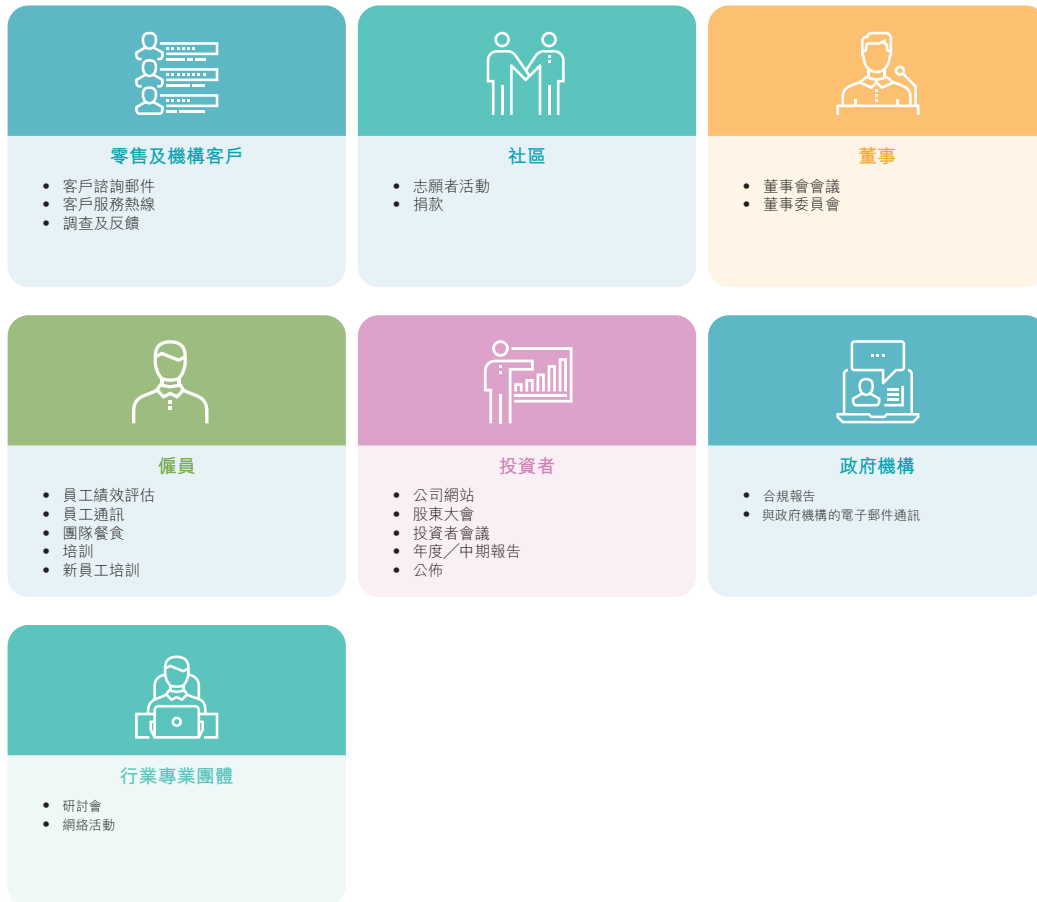 零售及機構客戶
• 客戶諮詢郵件
• 客戶服務熱線
• 調查及反饋
社區
• 志願者活動
• 捐款
董事
• 董事會會議
• 董事委員會
僱員
• 員工績效評估
• 員工通訊
• 團隊餐食
• 培訓
• 新員工培訓
投資者
• 公司網站
• 股東大會
• 投資者會議
• 年度╱中期報告
• 公佈
政府機構
• 合規報告
• 與政府機構的電子郵件通訊
行業專業團體
• 研討會
• 網絡活動